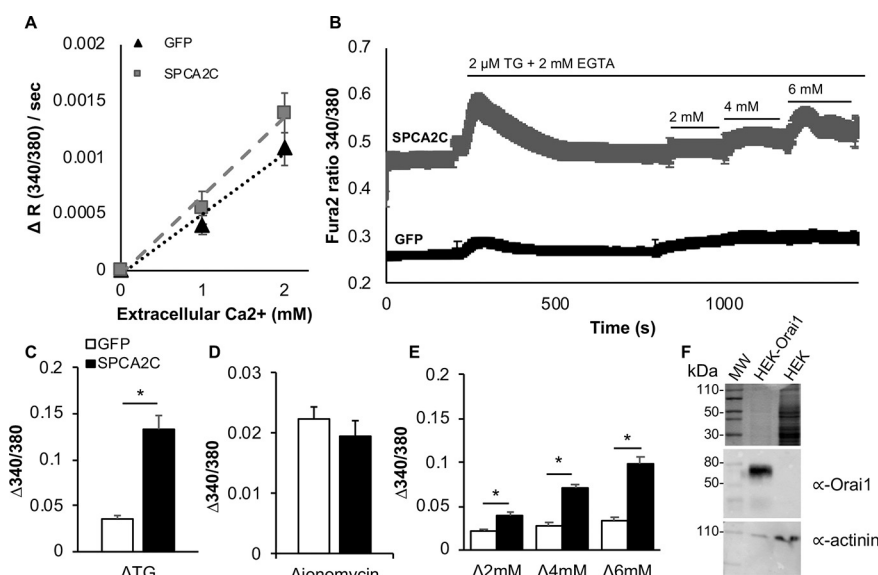 A
0.002
0.0015
0.001
0.0005
0
GFP
SPCA2C
Δ R (340/380) / sec
0 1 2
Extracellular Ca2+ (mM)
B
0.7
0.6
0.5
0.4
0.3
0.2
Fura2 ratio 340/380
2 µM TG + 2 mM EGTA
2 mM
4 mM
6 mM
SPCA2C
GFP
0 500 1000
Time (s)
C
GFP
SPCA2C
0.2
0.15
0.1
0.05
0
Δ340/380
*
ΔTG
D
0.03
0.02
0.01
0
Δ340/380
Δionomycin
E
0.2
0.15
0.1
0.05
0
Δ340/380
* * *
Δ2mM Δ4mM Δ6mM
F
kDa
MW
HEK-Orai1
HEK
110-
50-
30-
80-
50-
∝-Orai1
110-
∝-actinin